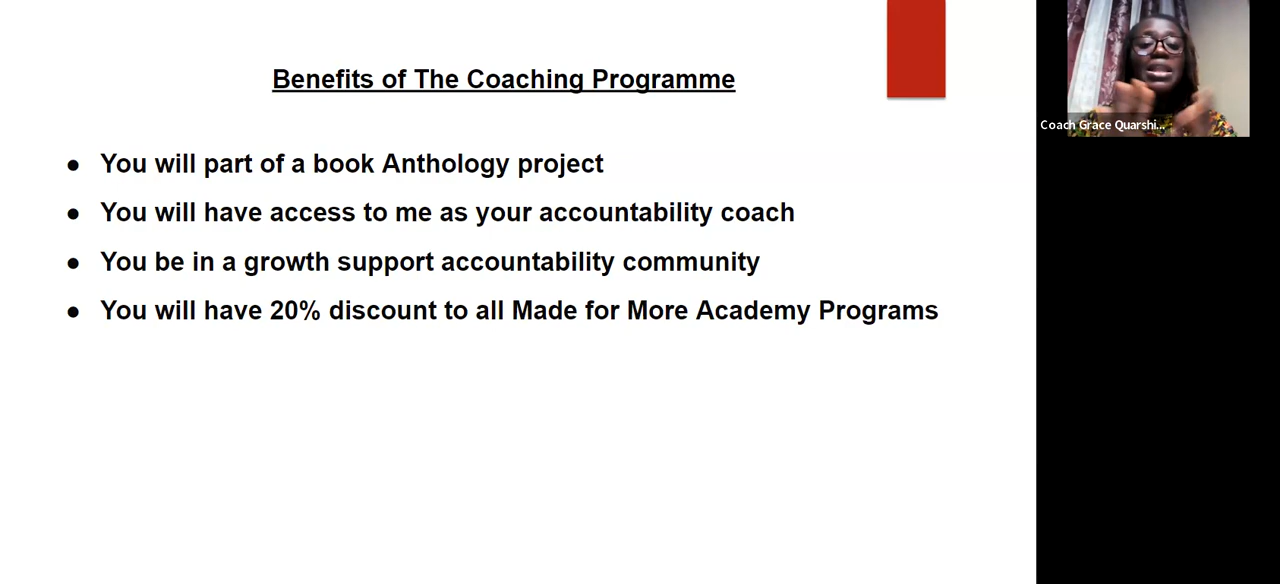 Benefits of The Coaching Programme
● You will part of a book Anthology project
● You will have access to me as your accountability coach
● You be in a growth support accountability community
● You will have 20% discount to all Made for More Academy Programs
Coach Grace Quarshi...